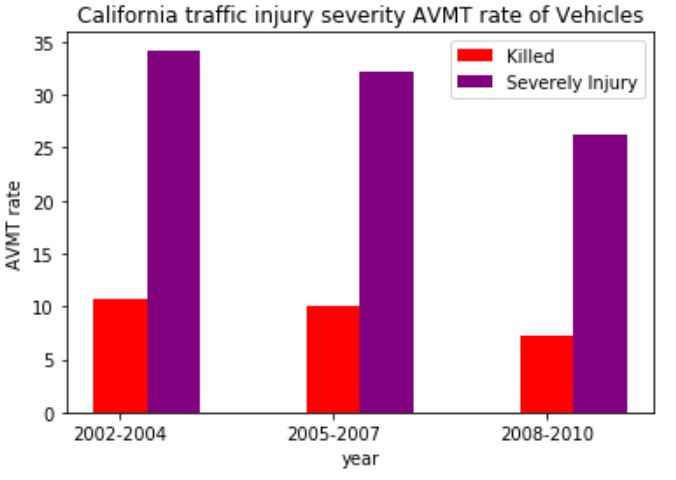 California traffic injury severity AVMT rate of Vehicles
Killed
Severely Injury
35
30
25
20
15
10
5
0
AVMT rate
2002-2004
2005-2007
2008-2010
year